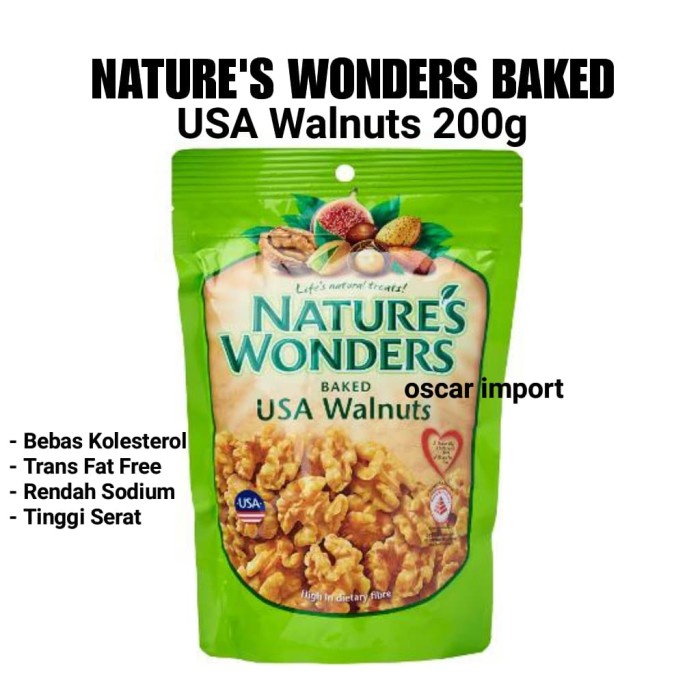 NATURE'S WONDERS BAKED
USA Walnuts 200g
Life's natural treats!
NATURE'S
WONDERS
BAKED
oscar import
USA Walnuts
- Bebas Kolesterol
- Trans Fat Free
- Rendah Sodium
- Tinggi Serat
USA
High in dietary fibre